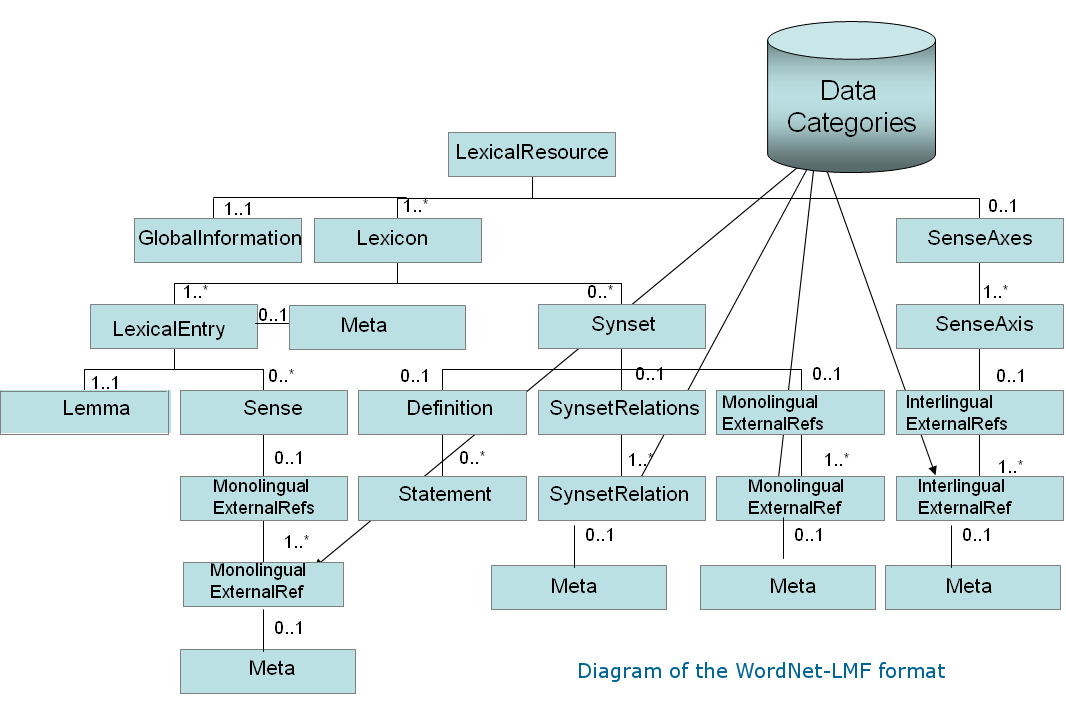 Data
Categories
LexicalResource
1..1
1..*
0..1
GlobalInformation
Lexicon
SenseAxes
1..*
0..*
1..*
LexicalEntry
0..1
Meta
Synset
SenseAxis
1..1
0..*
0..1
0..1
0..1
0..1
Lemma
Sense
Definition
SynsetRelations
Monolingual
ExternalRefs
Interlingual
ExternalRefs
0..1
0..*
1..*
1..*
1..*
Monolingual
ExternalRefs
Statement
SynsetRelation
Monolingual
ExternalRef
Interlingual
ExternalRef
1..*
0..1
0..1
0..1
Monolingual
ExternalRef
Meta
Meta
Meta
0..1
Meta
Diagram of the WordNet-LMF format